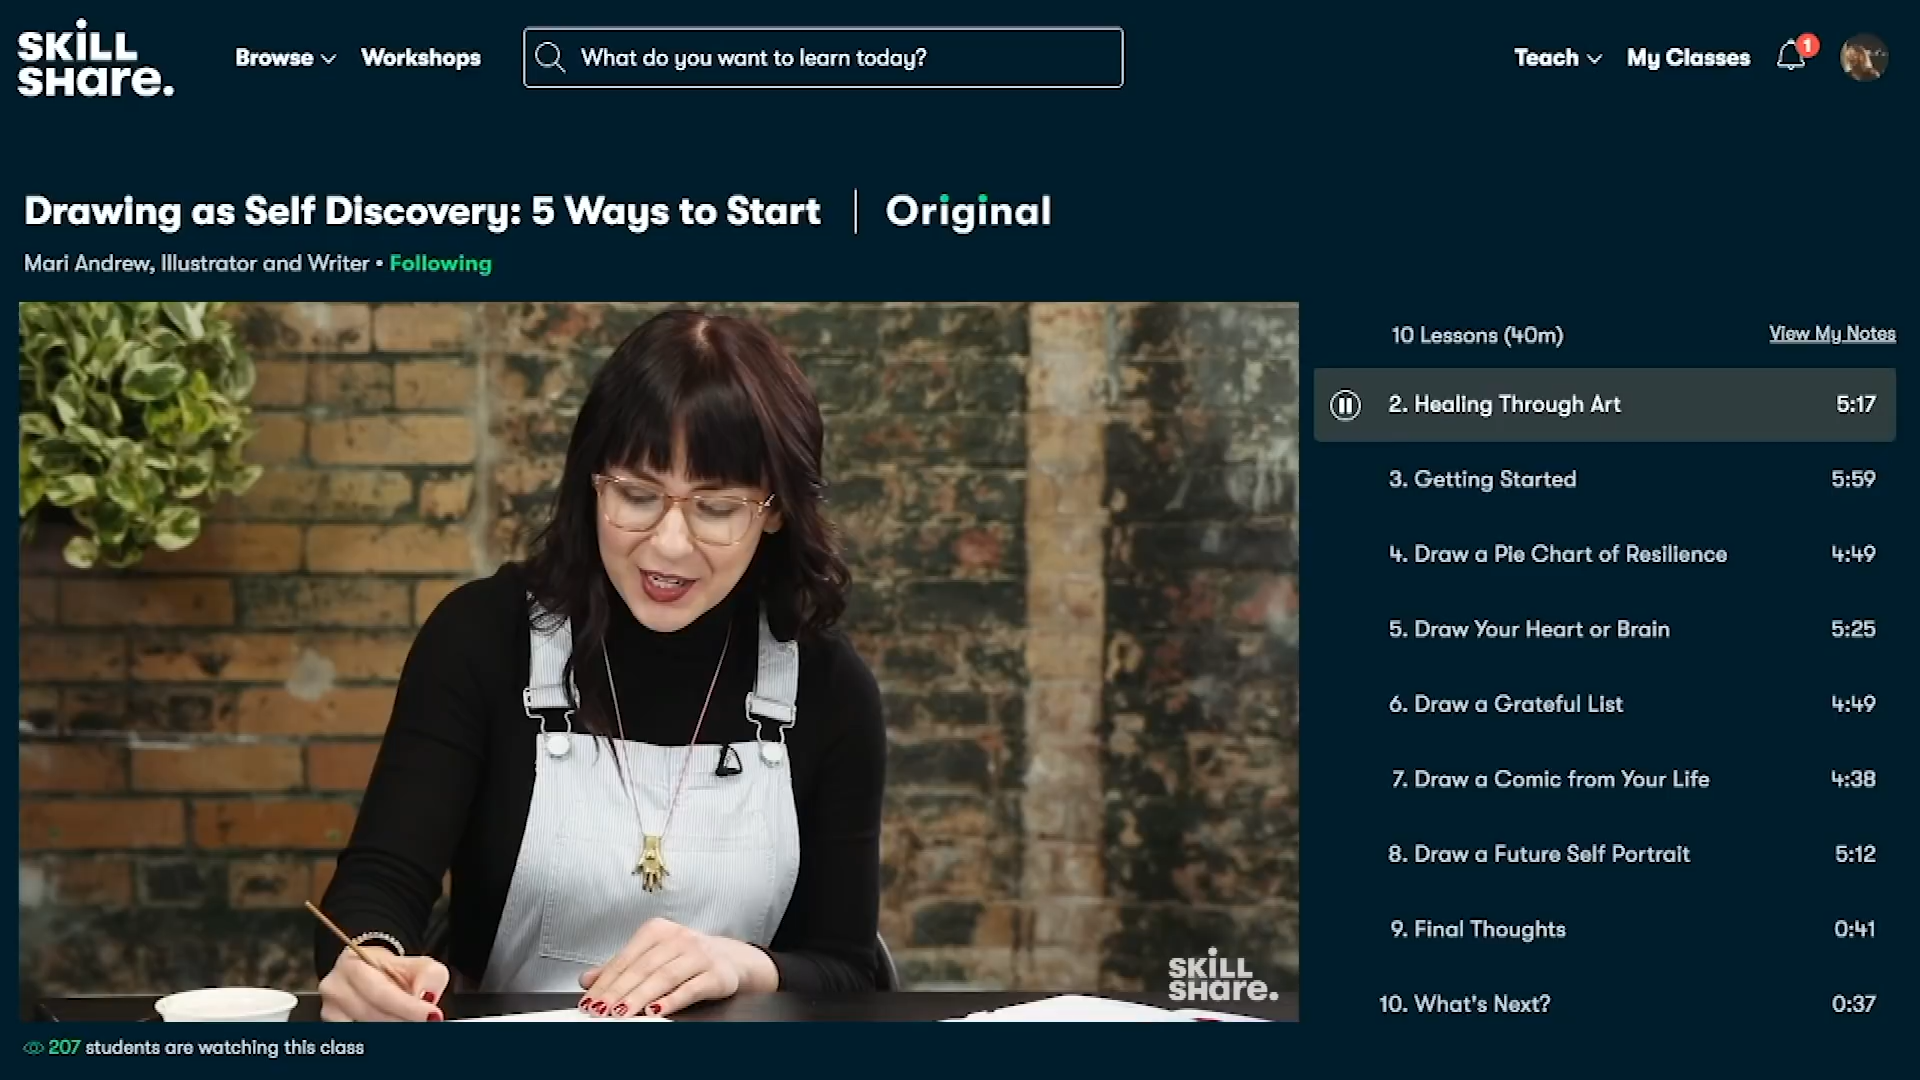 SKILL
SHare.
Browse
Workshops
What do you want to learn today?
Teach
My Classes
1
Drawing as Self Discovery: 5 Ways to Start | Original
Mari Andrew, Illustrator and Writer • Following
10 Lessons (40m)
View My Notes
2. Healing Through Art 5:17
3. Getting Started 5:59
4. Draw a Pie Chart of Resilience 4:49
5. Draw Your Heart or Brain 5:25
6. Draw a Grateful List 4:49
7. Draw a Comic from Your Life 4:38
8. Draw a Future Self Portrait 5:12
9. Final Thoughts 0:41
10. What's Next? 0:37
SKILL
SHare.
207 students are watching this class